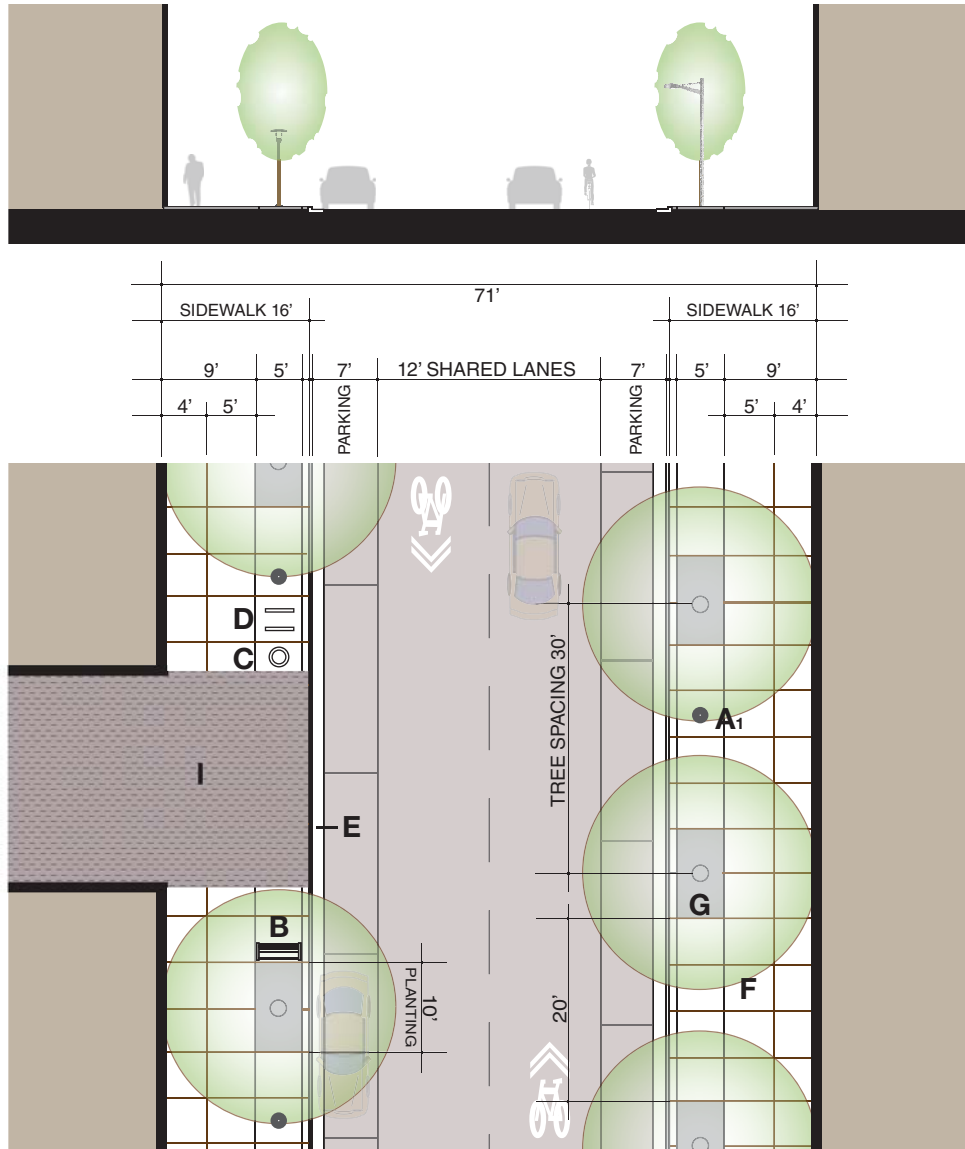 71’
SIDEWALK 16’
SIDEWALK 16’
9’
5’
7’
12’ SHARED LANES
7’
5’
9’
4’
5’
PARKING
PARKING
5’
4’
D
C
TREE SPACING 30’
A1
I
E
B
G
F
10’
PLANTING
20’